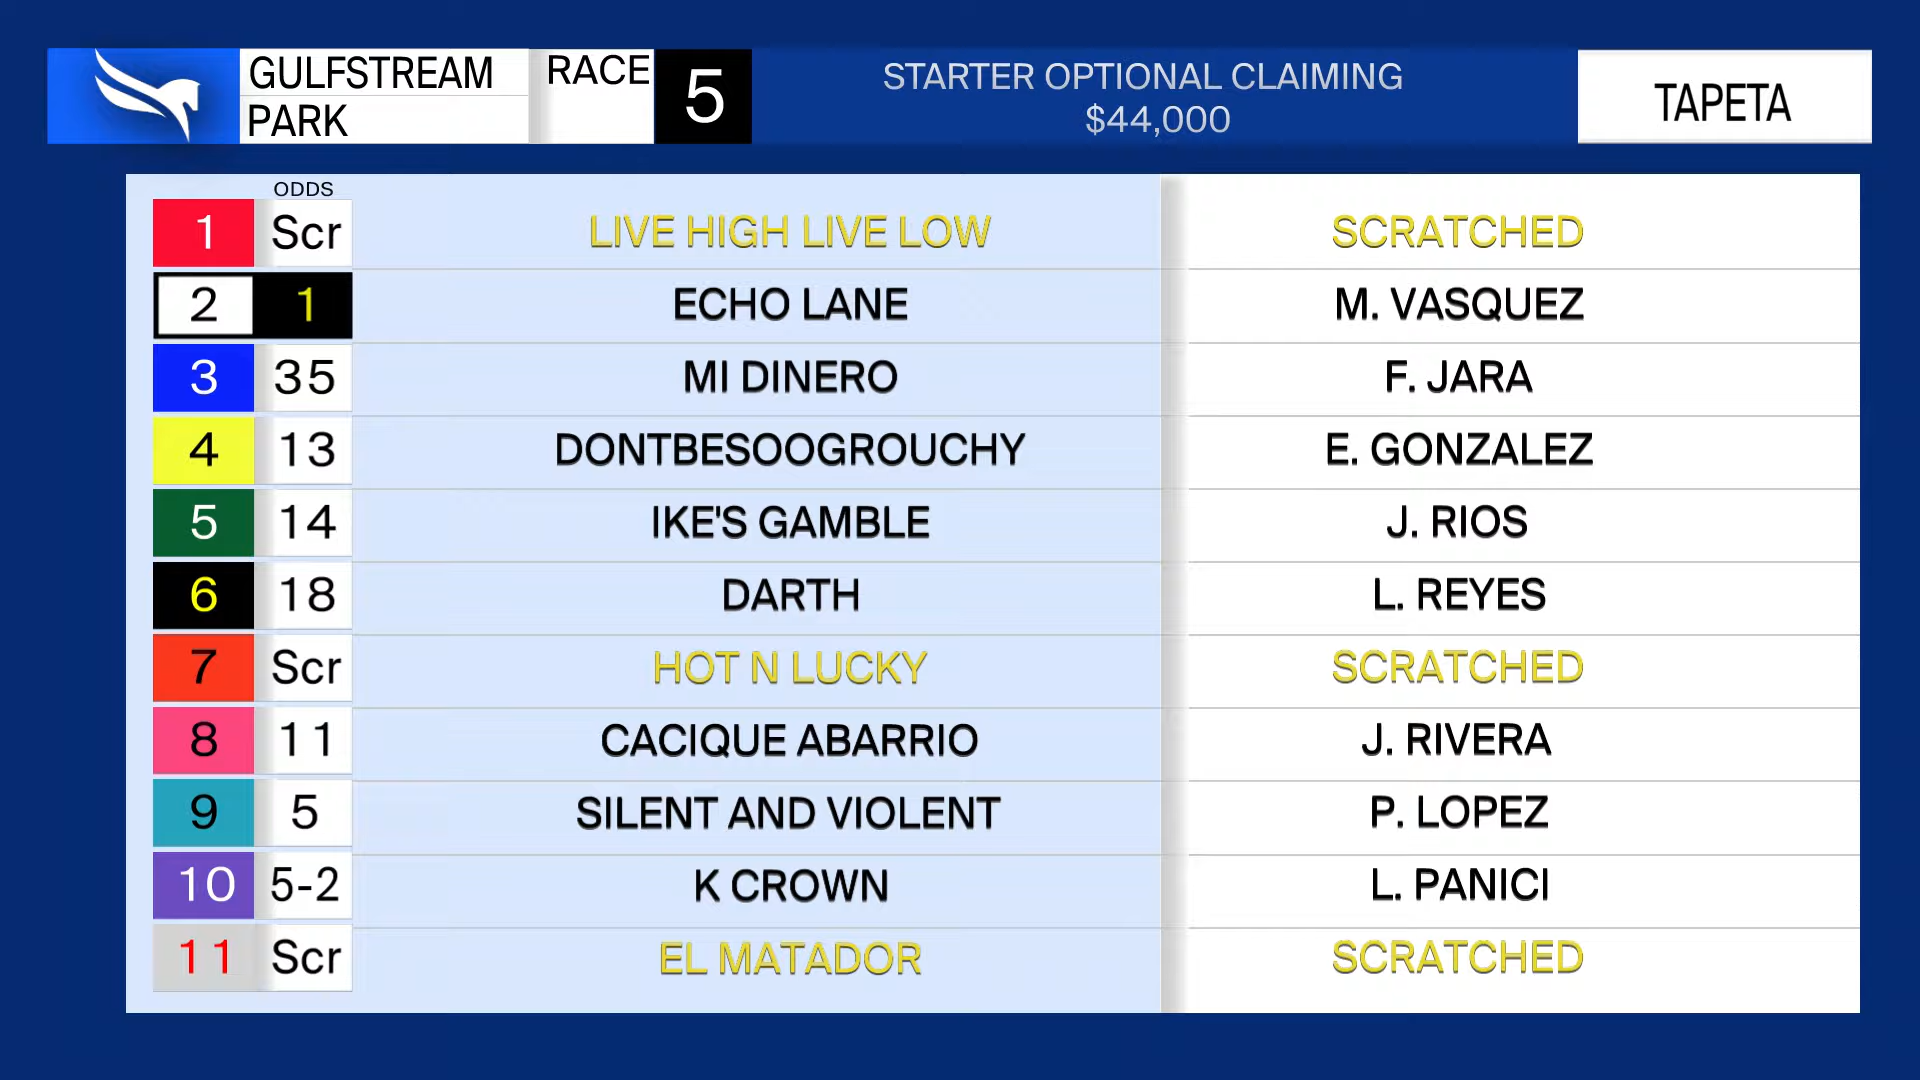 GULFSTREAM PARK RACE 5 STARTER OPTIONAL CLAIMING $44,000 TAPETA
ODDS
1 Scr LIVE HIGH LIVE LOW SCRATCHED
2 1 ECHO LANE M. VASQUEZ
3 35 MI DINERO F. JARA
4 13 DONTBESOOGROUCHY E. GONZALEZ
5 14 IKE'S GAMBLE J. RIOS
6 18 DARTH L. REYES
7 Scr HOT N LUCKY SCRATCHED
8 11 CACIQUE ABARRIO J. RIVERA
9 5 SILENT AND VIOLENT P. LOPEZ
10 5-2 K CROWN L. PANICI
11 Scr EL MATADOR SCRATCHED